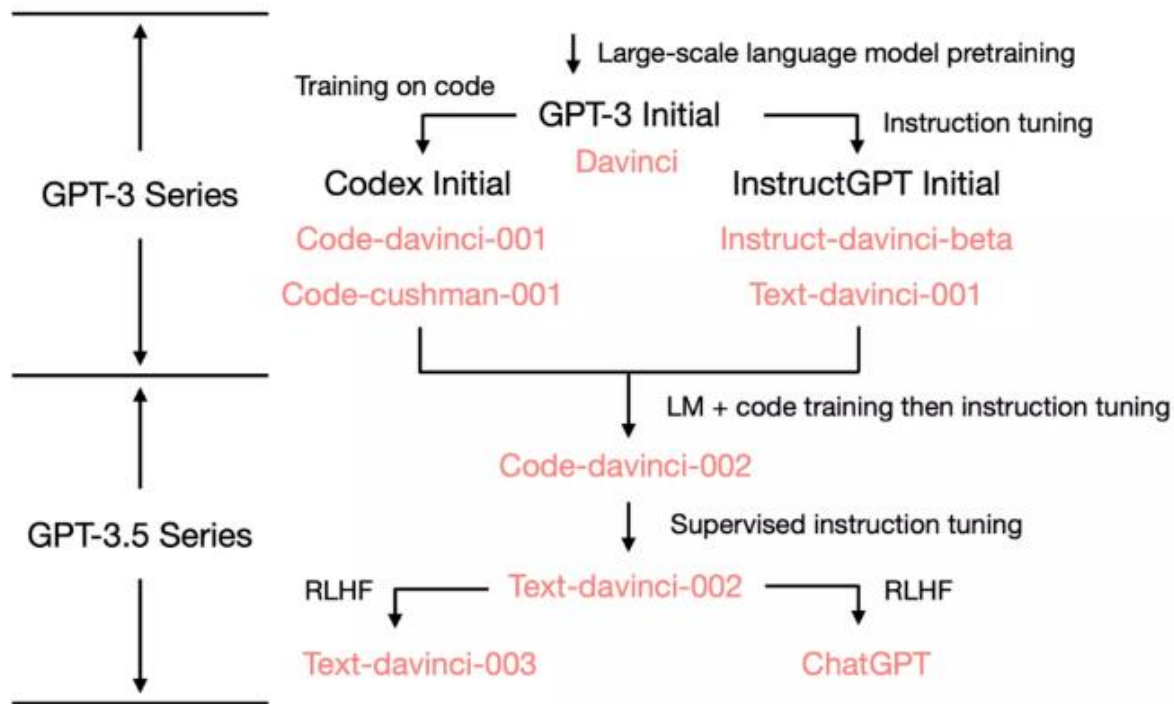 Large-scale language model pretraining
Training on code
GPT-3 Initial
Instruction tuning
Davinci
GPT-3 Series
Codex Initial
InstructGPT Initial
Code-davinci-001
Instruct-davinci-beta
Code-cushman-001
Text-davinci-001
LM + code training then instruction tuning
Code-davinci-002
GPT-3.5 Series
Supervised instruction tuning
RLHF
Text-davinci-002
RLHF
Text-davinci-003
ChatGPT